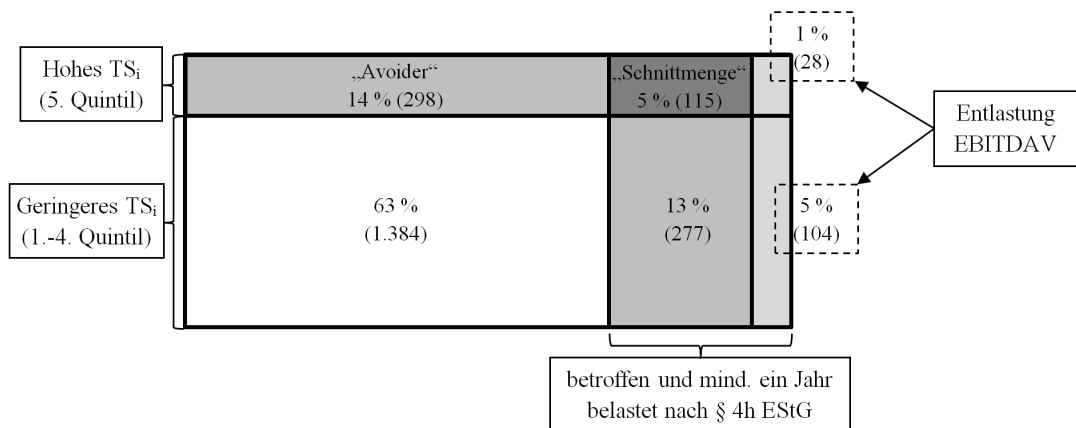 Hohes TSᵢ
(5. Quintil)
„Avoider“
14 % (298)
„Schnittmenge“
5 % (115)
1 %
(28)
Entlastung
EBITDAV
Geringeres TSᵢ
(1.-4. Quintil)
63 %
(1.384)
13 %
(277)
5 %
(104)
betroffen und mind. ein Jahr
belastet nach § 4h EStG